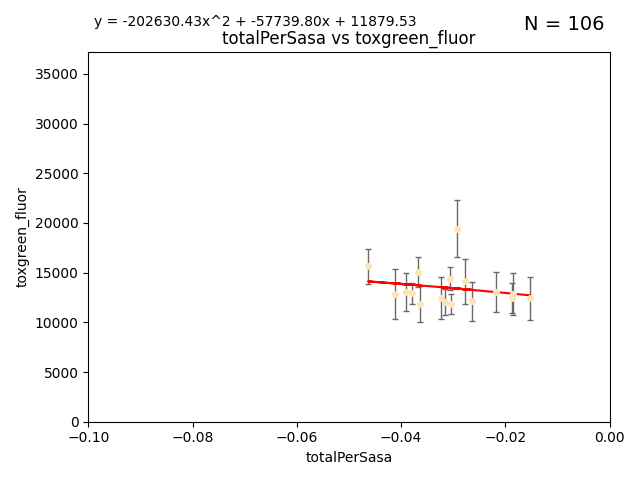 y = -202630.43x^2 + -57739.80x + 11879.53
N = 106
totalPerSasa vs toxgreen_fluor
35000
30000
25000
20000
15000
10000
5000
0
toxgreen_fluor
−0.10
−0.08
−0.06
−0.04
−0.02
0.00
totalPerSasa